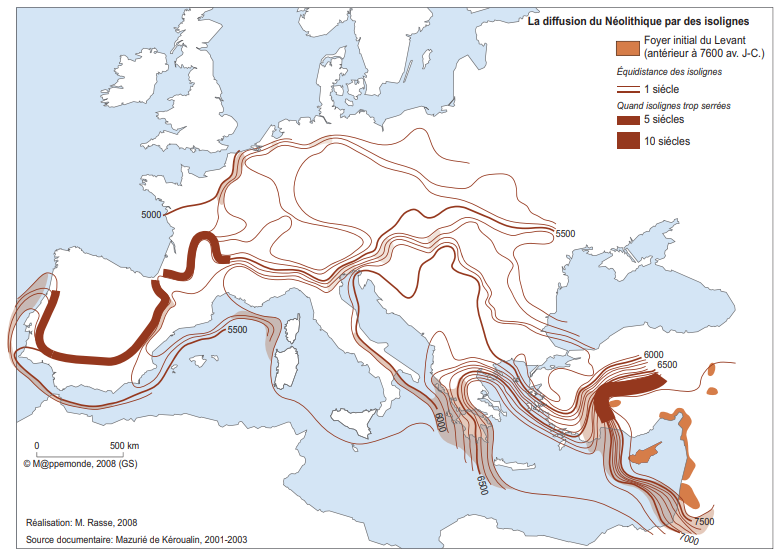 La diffusion du Néolithique par des isolignes
Foyer initial du Levant
(antérieur à 7600 av. J-C.)
Équidistance des isolignes
1 siécle
Quand isolignes trop serrées
5 siécles
10 siécles
5000
5500
5500
6000
6500
6000
6500
7500
7000
0 500 km
© M@ppemonde, 2008 (GS)
Réalisation: M. Rasse, 2008
Source documentaire: Mazurié de Kéroualin, 2001-2003